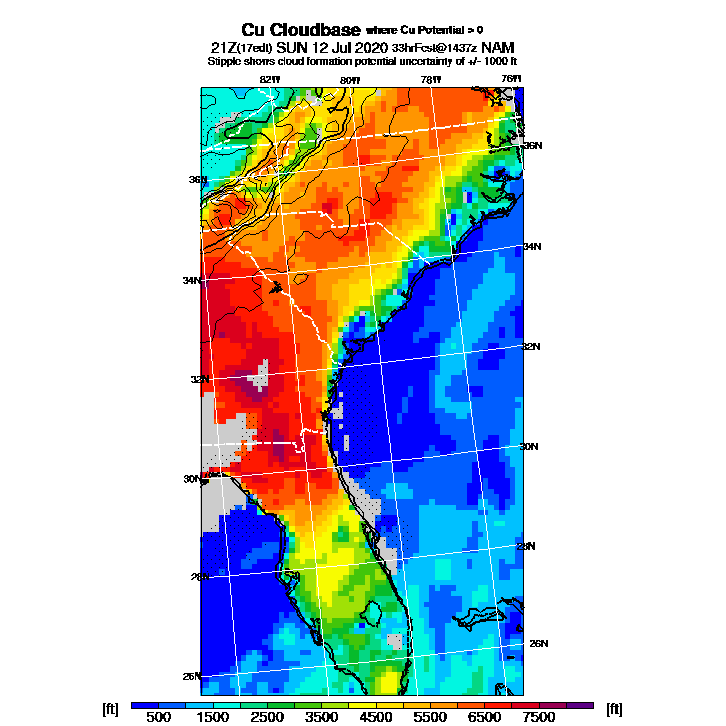 Cu Cloudbase where Cu Potential > 0
21Z(17edt) SUN 12 Jul 2020 33hrFcst@1437z NAM
Stipple shows cloud formation potential uncertainty of +/- 1000 ft
82W 80W 78W 76W
36N
36N
34N
34N
32N
32N
30N
30N
28N
28N
26N
26N
[ft] 500 1500 2500 3500 4500 5500 6500 7500 [ft]